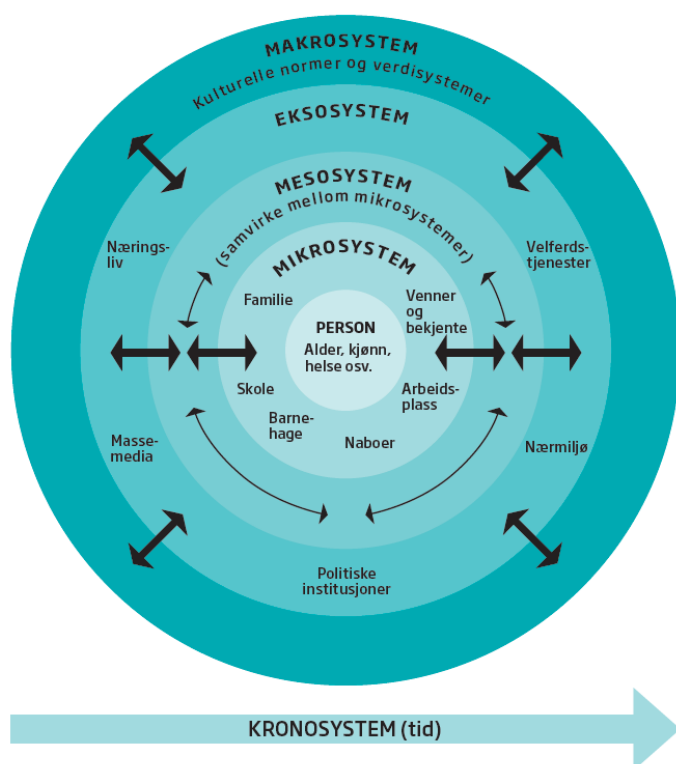 MAKROSYSTEM
Kulturelle normer og verdisystemer
EKSOSYSTEM
MESOSYSTEM
(samvirke mellom mikrosystemer)
MIKROSYSTEM
Nærings-
liv
Velferds-
tjenester
Familie
Venner
og
bekjente
PERSON
Alder, kjønn,
helse osv.
Skole
Arbeids-
plass
Barne-
hage
Naboer
Masse-
media
Nærmiljø
Politiske
institusjoner
KRONOSYSTEM (tid)